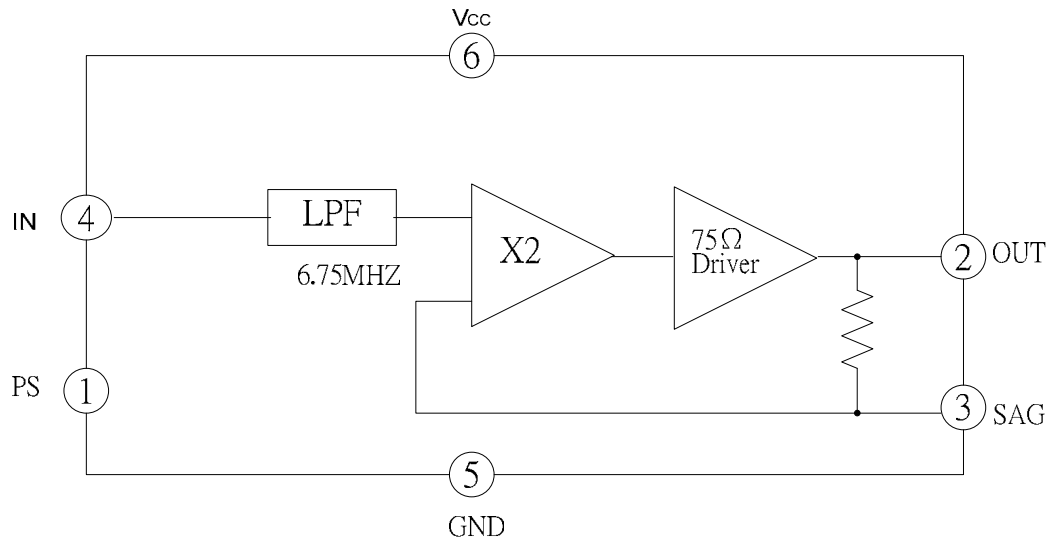 Vcc
6
IN
4
LPF
6.75MHZ
X2
75Ω
Driver
2
OUT
PS
1
3
SAG
5
GND